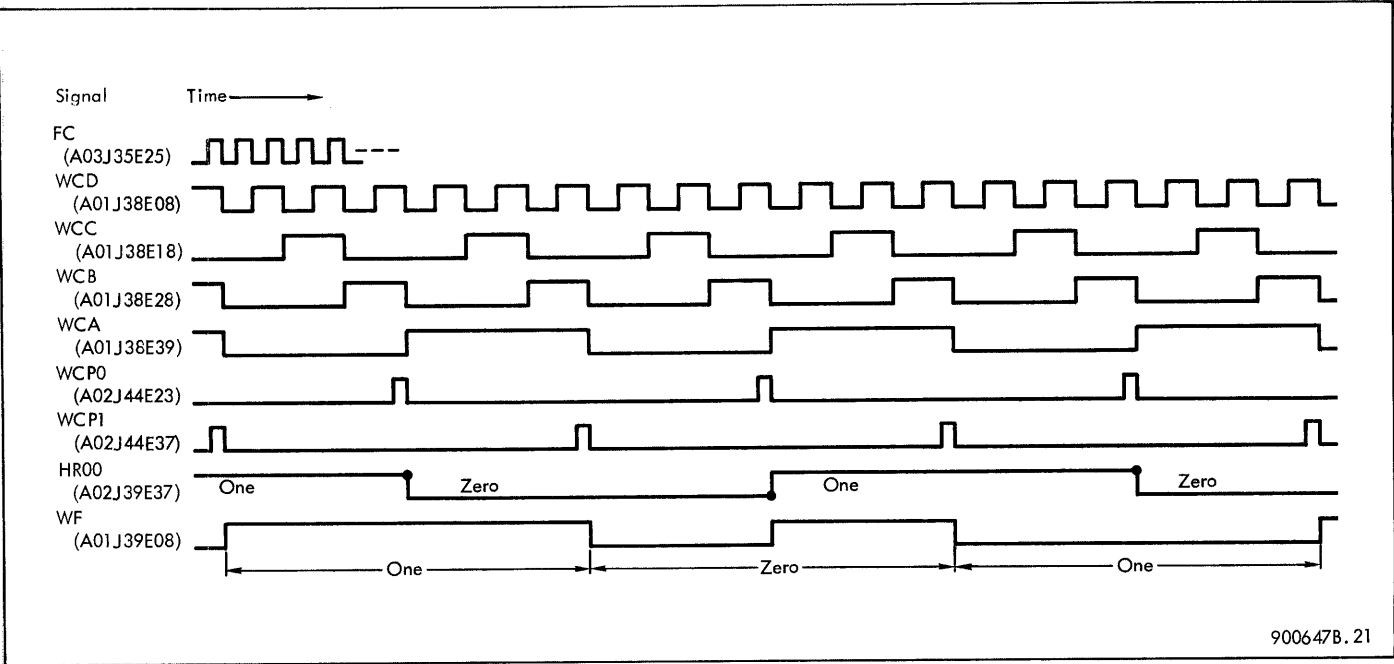 Signal Time
FC
(A03J35E25)
WCD
(A01J38E08)
WCC
(A01J38E18)
WCB
(A01J38E28)
WCA
(A01J38E39)
WCP0
(A02J44E23)
WCP1
(A02J44E37)
HR00
(A02J39E37)
One Zero One Zero
WF
(A01J39E08)
One Zero One
900647B.21